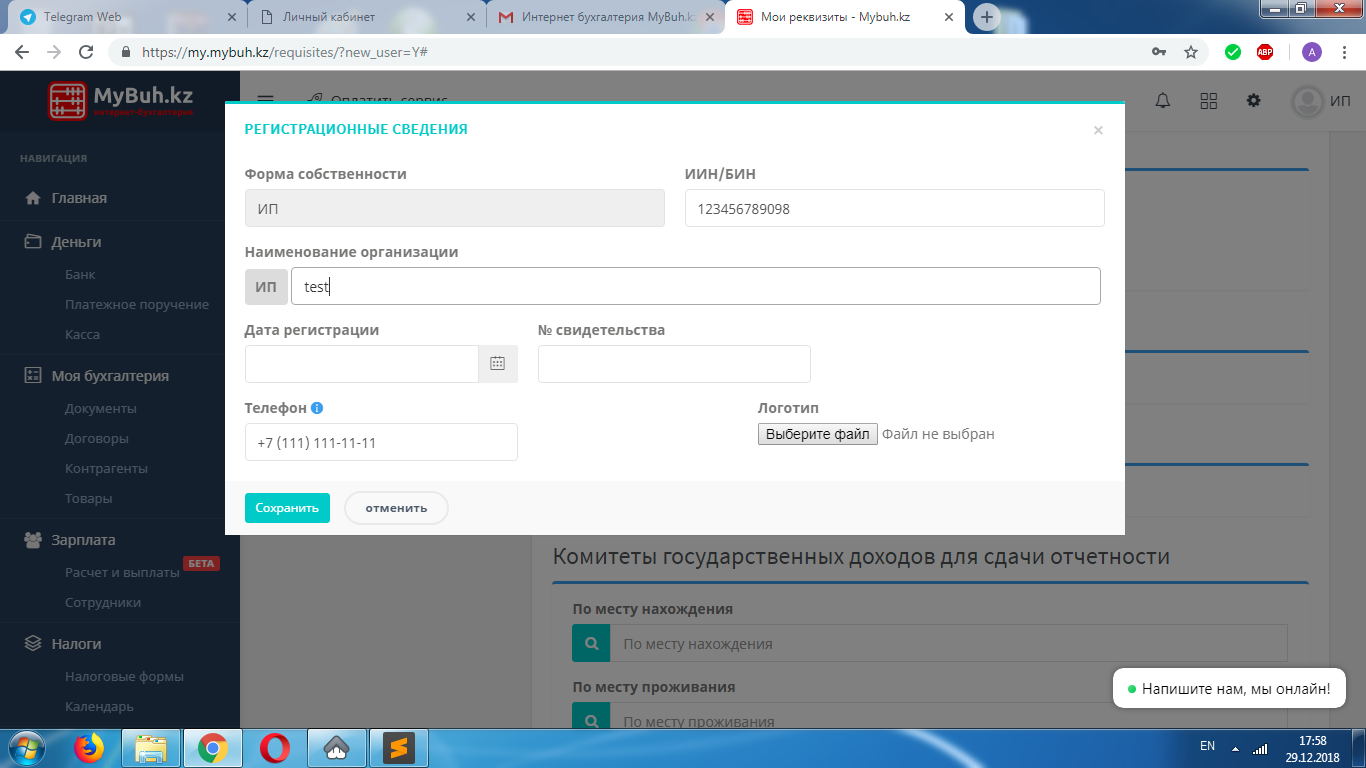 Telegram Web
Личный кабинет
Интернет бухгалтерия MyBuh.kz
Мои реквизиты - Mybuh.kz
https://my.mybuh.kz/requisites/?new_user=Y#
ABP
A
MyBuh.kz
интернет-бухгалтерия
Оплатить сервис
ИП
НАВИГАЦИЯ
Главная
Деньги
Банк
Платежное поручение
Касса
Моя бухгалтерия
Документы
Договоры
Контрагенты
Товары
Зарплата
Расчет и выплаты
БЕТА
Сотрудники
Налоги
Налоговые формы
Календарь
РЕГИСТРАЦИОННЫЕ СВЕДЕНИЯ
×
Форма собственности
ИИН/БИН
ИП
123456789098
Наименование организации
ИП
test
Дата регистрации
№ свидетельства
Телефон
Логотип
+7 (111) 111-11-11
Выберите файл
Файл не выбран
Сохранить
отменить
Комитеты государственных доходов для сдачи отчетности
По месту нахождения
По месту нахождения
По месту проживания
По месту проживания
Напишите нам, мы онлайн!
EN
17:58
29.12.2018